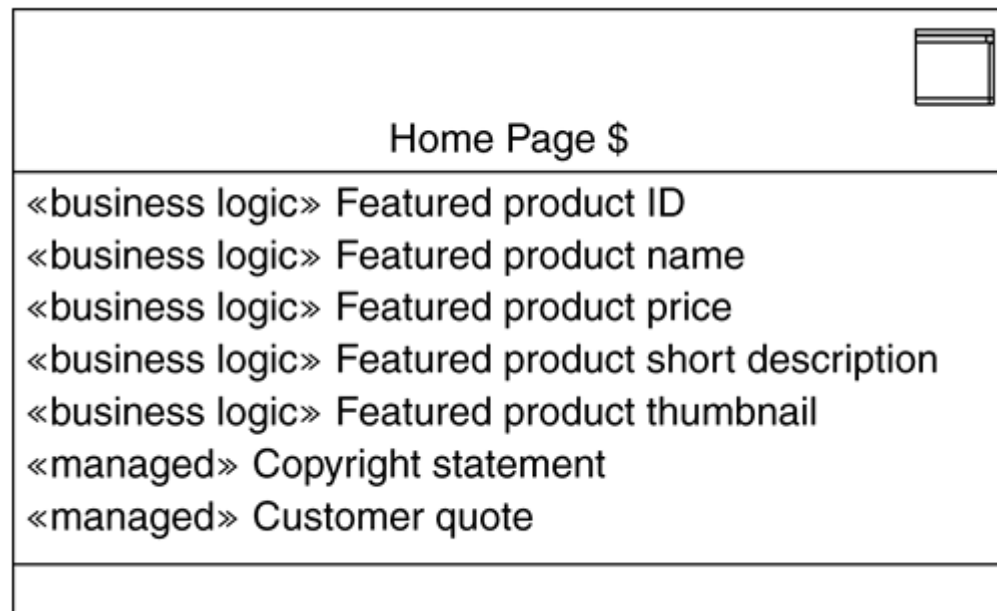 Home Page $
«business logic» Featured product ID
«business logic» Featured product name
«business logic» Featured product price
«business logic» Featured product short description
«business logic» Featured product thumbnail
«managed» Copyright statement
«managed» Customer quote